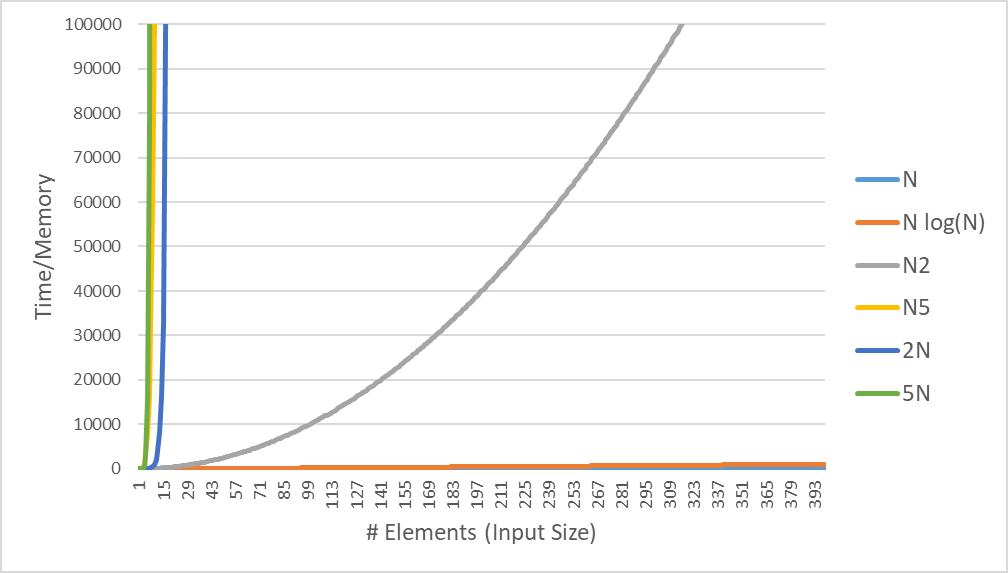 100000
90000
80000
70000
60000
50000
40000
30000
20000
10000
0
Time/Memory
1 15 29 43 57 71 85 99 113 127 141 155 169 183 197 211 225 239 253 267 281 295 309 323 337 351 365 379 393
# Elements (Input Size)
N
N log(N)
N2
N5
2N
5N